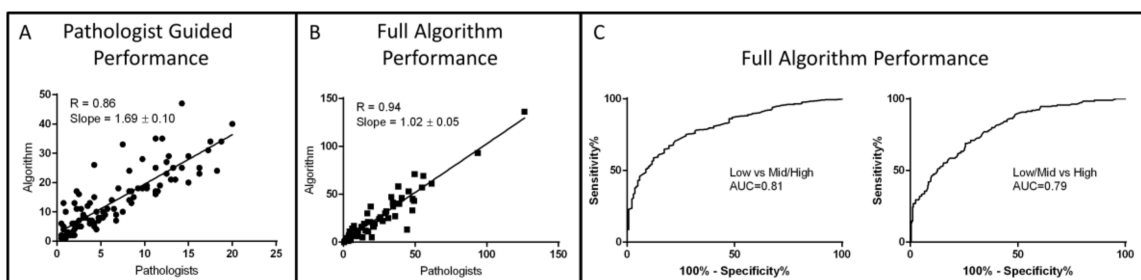 A
Pathologist Guided
Performance
R = 0.86
Slope = 1.69 ± 0.10
Algorithm
50
40
30
20
10
0
0
5
10
15
20
25
Pathologists
B
Full Algorithm
Performance
R = 0.94
Slope = 1.02 ± 0.05
Algorithm
150
100
50
0
0
50
100
150
Pathologists
C
Full Algorithm Performance
Sensitivity%
100
50
0
0
50
100
Low vs Mid/High
AUC=0.81
100% - Specificity%
Sensitivity%
100
50
0
0
50
100
Low/Mid vs High
AUC=0.79
100% - Specificity%